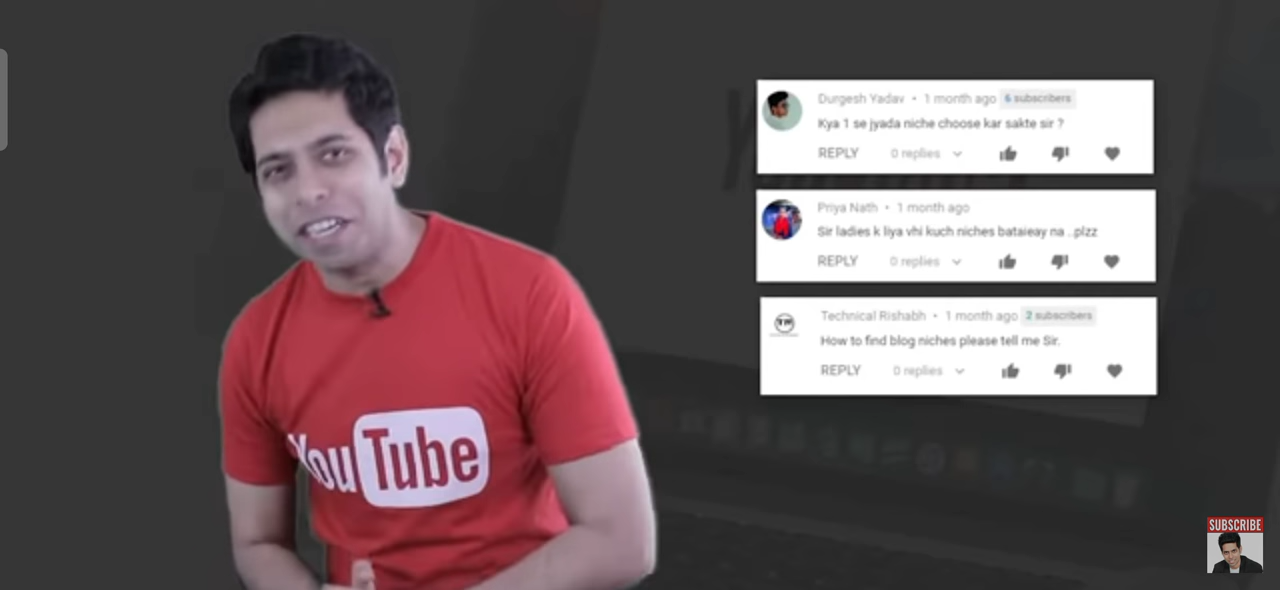 YouTube
Durgesh Yadav • 1 month ago 6 subscribers
Kya 1 se jyada niche choose kar sakte sir ?
REPLY 0 replies
Priya Nath • 1 month ago
Sir ladies k liya vhi kuch niches bataieay na ..plzz
REPLY 0 replies
TR
Technical Rishabh • 1 month ago 2 subscribers
How to find blog niches please tell me Sir.
REPLY 0 replies
SUBSCRIBE